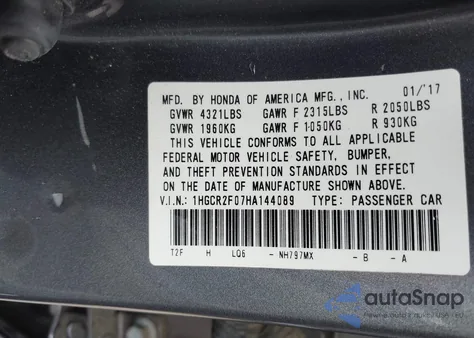 MFD. BY HONDA OF AMERICA MFG., INC. 01/'17
GVWR 4321LBS GAWR F 2315LBS R 2050LBS
GVWR 1960KG GAWR F 1050KG R 930KG
THIS VEHICLE CONFORMS TO ALL APPLICABLE
FEDERAL MOTOR VEHICLE SAFETY, BUMPER,
AND THEFT PREVENTION STANDARDS IN EFFECT
ON THE DATE OF MANUFACTURE SHOWN ABOVE.
V.I.N.: 1HGCR2F07HA144089 TYPE: PASSENGER CAR
T2F H LQ6 - NH797MX - B - A
autoSnap